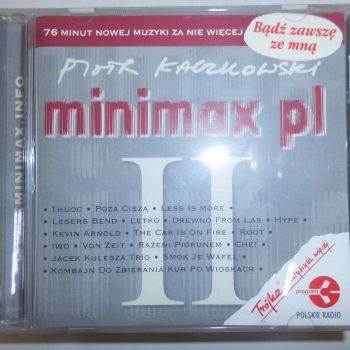 76 MINUT NOWEJ MUZYKI ZA NIE WIĘCEJ
Bądź zawszę
ze mną
PIOTR KACZKOWSKI
minimax pl
II
MINIMAX.INFO
THUOC • POZA CISZĄ • LESS IS MORE •
LESERS BEND • LETKO • DREWNO FROM LAS • HYPE •
KEVIN ARNOLD • THE CAR IS ON FIRE • ROOT •
IWO • VON ZEIT • RAŻENI PIORUNEM • CHE! •
JACEK KULESZA TRIO • SMOK JE WAFEL •
KOMBAJN DO ZBIERANIA KUR PO WIOSKACH •
Trójka
program 3
POLSKIE RADIO